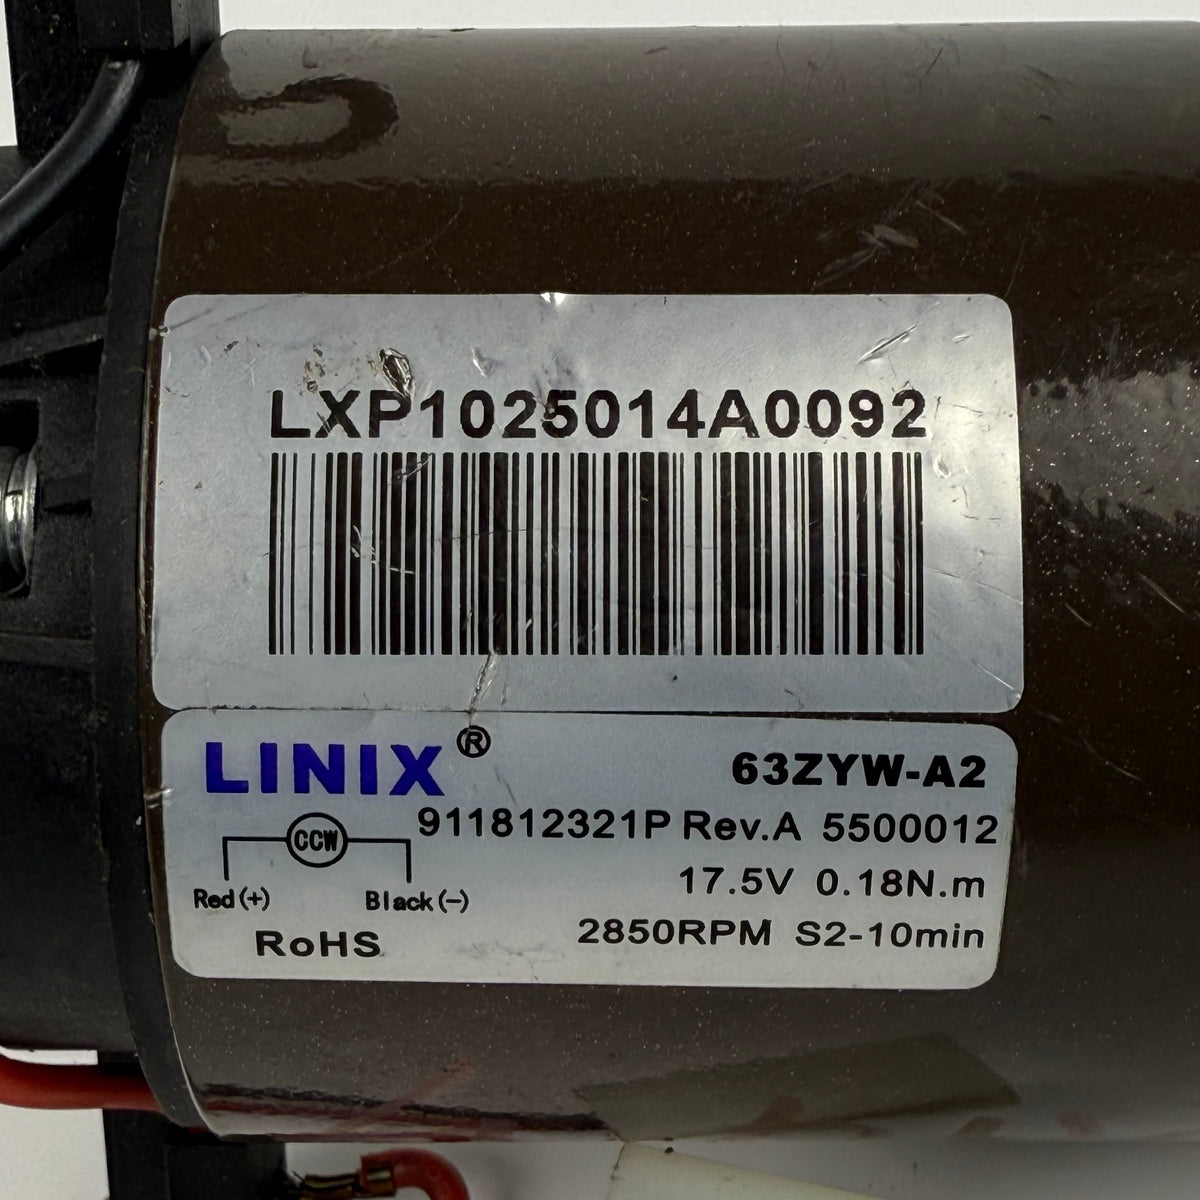 LXP1025014A0092
LINIX®
63ZYW-A2
911812321P Rev.A 5500012
CCW
17.5V 0.18N.m
Red(+) Black(-)
2850RPM S2-10min
RoHS